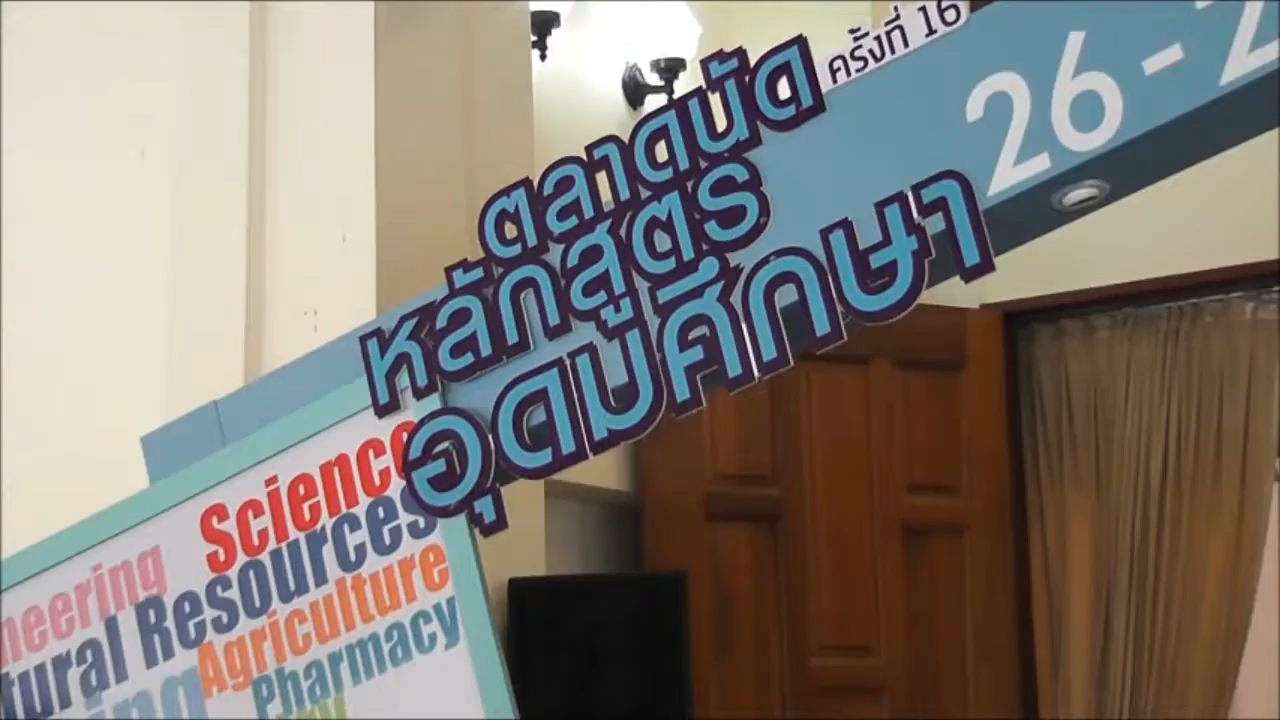 ครั้งที่ 16
26 - 2
ตลาดนัด
หลักสูตร
อุดมศึกษา
Science
neering
tural Resources
Agriculture
Pharmacy